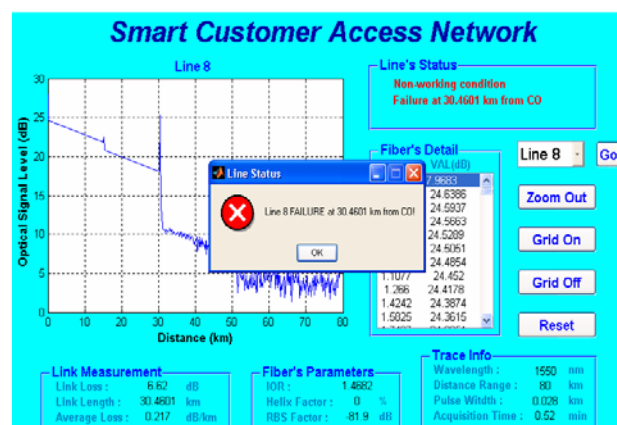 Smart Customer Access Network
Line 8
Optical Signal Level (dB)
30
25
20
15
10
5
0
0 10 20 30 40 50 60 70 80
Distance (km)
Line's Status
Non-working condition
Failure at 30.4601 km from CO
Fiber's Detail
VAL(dB)
7.9683
24.6386
24.5937
24.5663
24.5289
24.5051
24.4854
1.1077 24.452
1.266 24.4178
1.4242 24.3874
1.5825 24.3615
Line Status
Line 8 FAILURE at 30.4601 km from CO!
OK
Line 8
Go
Zoom Out
Grid On
Grid Off
Reset
Link Measurement
Link Loss : 6.62 dB
Link Length : 30.4601 km
Average Loss : 0.217 dB/km
Fiber's Parameters
IOR : 1.4682
Helix Factor : 0 %
RBS Factor : -81.9 dB
Trace Info
Wavelength : 1550 nm
Distance Range : 80 km
Pulse Witdth : 0.028 km
Acquisition Time : 0.52 min